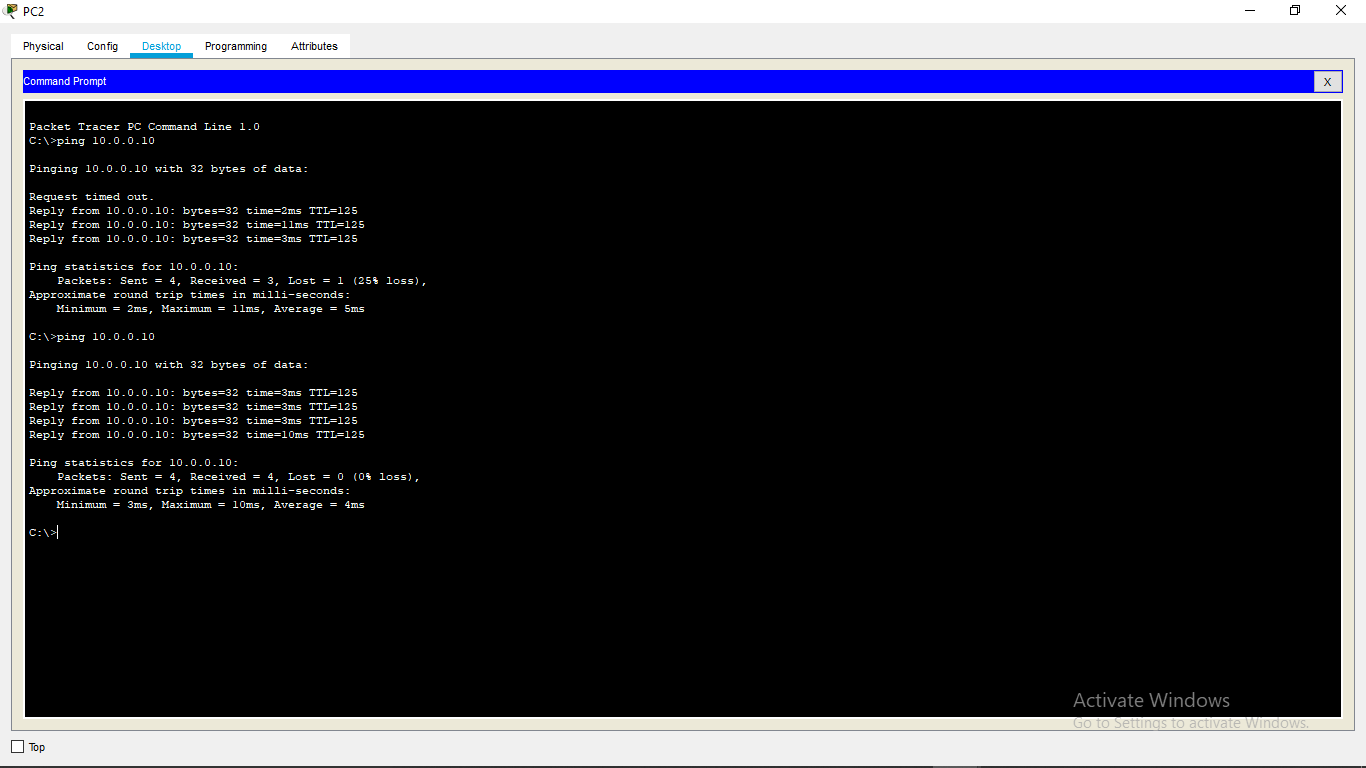 PC2
Physical Config Desktop Programming Attributes
Command Prompt
X
Packet Tracer PC Command Line 1.0
C:\>ping 10.0.0.10
Pinging 10.0.0.10 with 32 bytes of data:
Request timed out.
Reply from 10.0.0.10: bytes=32 time=2ms TTL=125
Reply from 10.0.0.10: bytes=32 time=11ms TTL=125
Reply from 10.0.0.10: bytes=32 time=3ms TTL=125
Ping statistics for 10.0.0.10:
Packets: Sent = 4, Received = 3, Lost = 1 (25% loss),
Approximate round trip times in milli-seconds:
Minimum = 2ms, Maximum = 11ms, Average = 5ms
C:\>ping 10.0.0.10
Pinging 10.0.0.10 with 32 bytes of data:
Reply from 10.0.0.10: bytes=32 time=3ms TTL=125
Reply from 10.0.0.10: bytes=32 time=3ms TTL=125
Reply from 10.0.0.10: bytes=32 time=3ms TTL=125
Reply from 10.0.0.10: bytes=32 time=10ms TTL=125
Ping statistics for 10.0.0.10:
Packets: Sent = 4, Received = 4, Lost = 0 (0% loss),
Approximate round trip times in milli-seconds:
Minimum = 3ms, Maximum = 10ms, Average = 4ms
C:\>
Activate Windows
Go to Settings to activate Windows.
Top